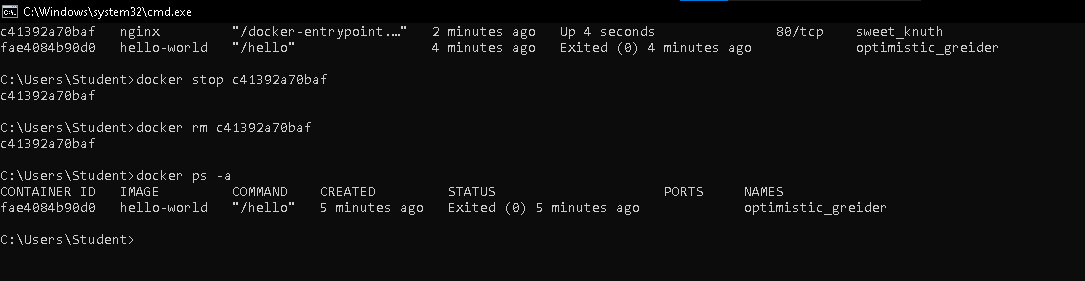 C:\Windows\system32\cmd.exe
c41392a70baf   nginx         "/docker-entrypoint.…"   2 minutes ago   Up 4 seconds               80/tcp    sweet_knuth
fae4084b90d0   hello-world   "/hello"                 4 minutes ago   Exited (0) 4 minutes ago             optimistic_greider
C:\Users\Student>docker stop c41392a70baf
c41392a70baf
C:\Users\Student>docker rm c41392a70baf
c41392a70baf
C:\Users\Student>docker ps -a
CONTAINER ID   IMAGE         COMMAND    CREATED         STATUS                     PORTS     NAMES
fae4084b90d0   hello-world   "/hello"   5 minutes ago   Exited (0) 5 minutes ago             optimistic_greider
C:\Users\Student>